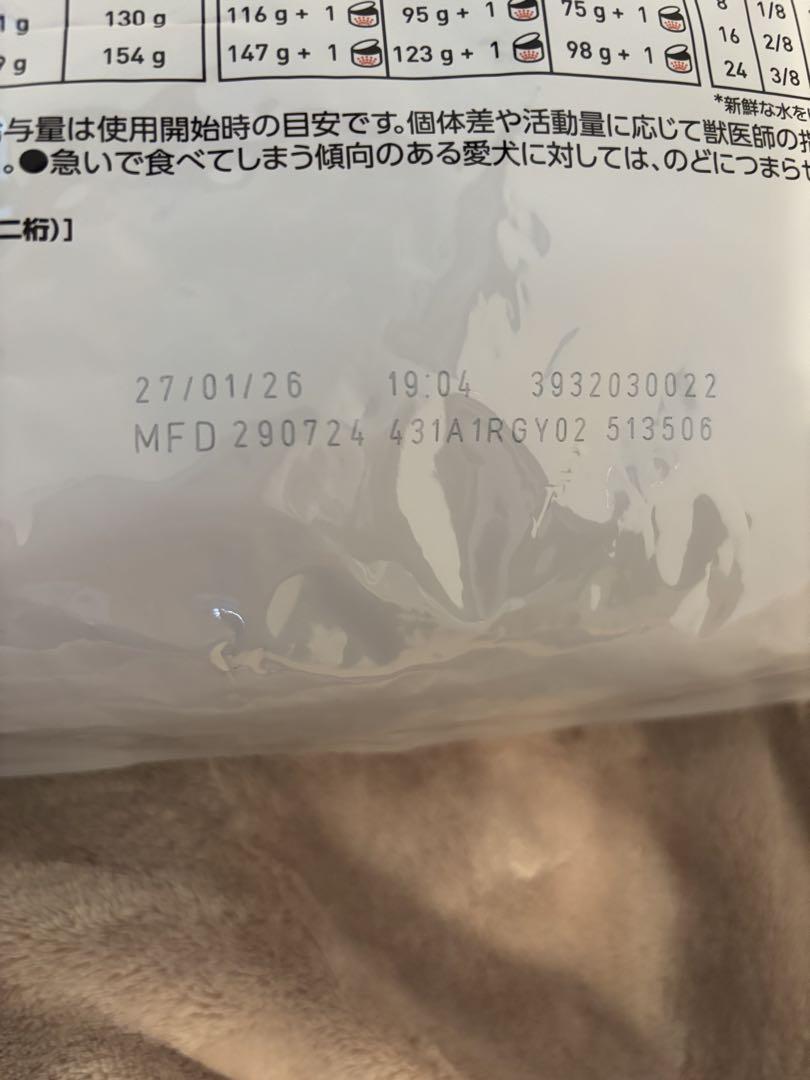 1 g 130 g 116 g + 1 95 g + 1 75 g + 1 8 1/8
9 g 154 g 147 g + 1 123 g + 1 98 g + 1 16 2/8
24 3/8
*新鮮な水を
与量は使用開始時の目安です。個体差や活動量に応じて獣医師の指
。●急いで食べてしまう傾向のある愛犬に対しては、のどにつまらせ
二桁)]
27/01/26 19:04 3932030022
MFD 290724 431A1RGY02 513506